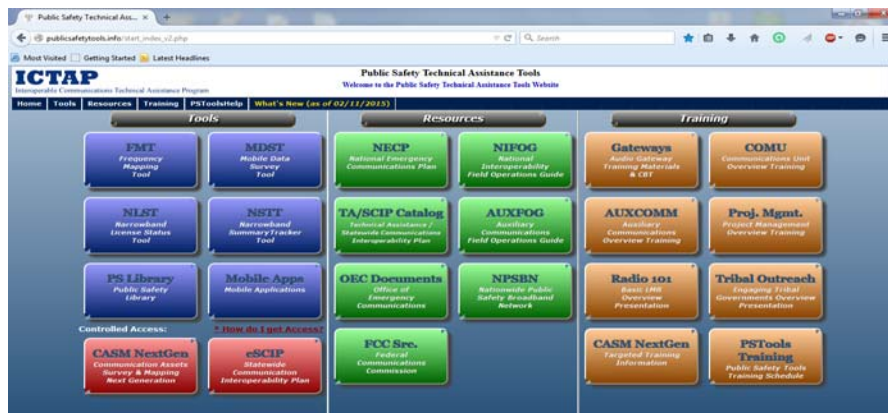 Public Safety Technical Ass...
publicsafetytools.info/start_index_v2.php
Search
Most Visited Getting Started Latest Headlines
ICTAP
Interoperable Communications Technical Assistance Program
Public Safety Technical Assistance Tools
Welcome to the Public Safety Technical Assistance Tools Website
Home Tools Resources Training PSToolsHelp What's New (as of 02/11/2015)
Tools
FMT
Frequency
Mapping
Tool
MDST
Mobile Data
Survey
Tool
NLST
Narrowband
License Status
Tool
NSTT
Narrowband
SummaryTracker
Tool
PS Library
Public Safety
Library
Mobile Apps
Mobile Applications
Controlled Access:
* How do I get Access?
CASM NextGen
Communication Assets
Survey & Mapping
Next Generation
eSCIP
Statewide
Communication
Interoperability Plan
Resources
NECP
National Emergency
Communications Plan
NIFOG
National
Interoperability
Field Operations Guide
TA/SCIP Catalog
Technical Assistance /
Statewide Communications
Interoperability Plan
AUXFOG
Auxiliary
Communications
Field Operations Guide
OEC Documents
Office of
Emergency
Communications
NPSBN
Nationwide Public
Safety Broadband
Network
FCC Src.
Federal
Communications
Commission
Training
Gateways
Audio Gateway
Training Materials
& CBT
COMU
Communications Unit
Overview Training
AUXCOMM
Auxiliary
Communications
Overview Training
Proj. Mgmt.
Project Management
Overview Training
Radio 101
Basic LMR
Overview
Presentation
Tribal Outreach
Engaging Tribal
Governments Overview
Presentation
CASM NextGen
Targeted Training
Information
PSTools
Training
Public Safety Tools
Training Schedule